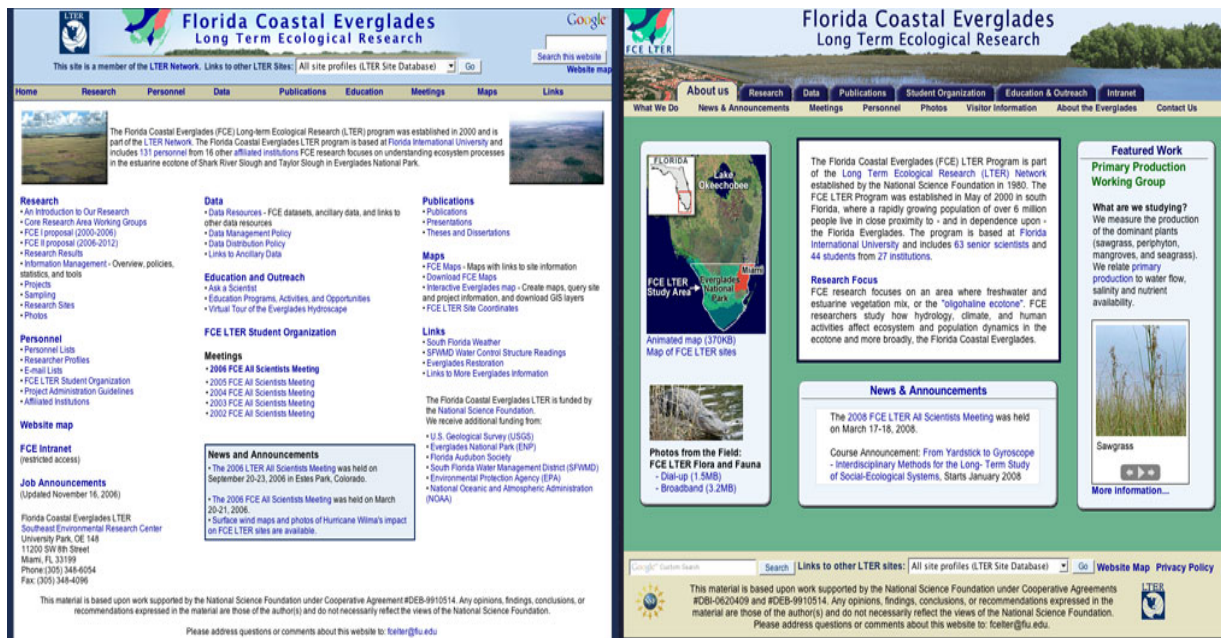 LTER
Florida Coastal Everglades
Long Term Ecological Research
Google
Search this website
Website map
This site is a member of the LTER Network. Links to other LTER Sites: All site profiles (LTER Site Database) Go
Home Research Personnel Data Publications Education Meetings Maps Links
The Florida Coastal Everglades (FCE) Long-term Ecological Research (LTER) program was established in 2000 and is
part of the LTER Network. The Florida Coastal Everglades LTER program is based at Florida International University and
includes 131 personnel from 16 other affiliated institutions FCE research focuses on understanding ecosystem processes
in the estuarine ecotone of Shark River Slough and Taylor Slough in Everglades National Park.
Research
• An Introduction to Our Research
• Core Research Area Working Groups
• FCE I proposal (2000-2006)
• FCE II proposal (2006-2012)
• Research Results
• Information Management - Overview, policies,
statistics, and tools
• Projects
• Sampling
• Research Sites
• Photos
Personnel
• Personnel Lists
• Researcher Profiles
• E-mail Lists
• FCE LTER Student Organization
• Project Administration Guidelines
• Affiliated Institutions
Website map
FCE Intranet
(restricted access)
Job Announcements
(Updated November 16, 2006)
Florida Coastal Everglades LTER
Southeast Environmental Research Center
University Park, OE 148
11200 SW 8th Street
Miami, FL 33199
Phone:(305) 348-6054
Fax: (305) 348-4096
Data
• Data Resources - FCE datasets, ancillary data, and links to
other data resources
• Data Management Policy
• Data Distribution Policy
• Links to Ancillary Data
Education and Outreach
• Ask a Scientist
• Education Programs, Activities, and Opportunities
• Virtual Tour of the Everglades Hydroscape
FCE LTER Student Organization
Meetings
• 2006 FCE All Scientists Meeting
• 2005 FCE All Scientists Meeting
• 2004 FCE All Scientists Meeting
• 2003 FCE All Scientists Meeting
• 2002 FCE All Scientists Meeting
News and Announcements
• The 2006 LTER All Scientists Meeting was held on
September 20-23, 2006 in Estes Park, Colorado.
• The 2006 FCE All Scientists Meeting was held on March
20-21, 2006.
• Surface wind maps and photos of Hurricane Wilma's impact
on FCE LTER sites are available.
Publications
• Publications
• Presentations
• Theses and Dissertations
Maps
• FCE Maps - Maps with links to site information
• Download FCE Maps
• Interactive Everglades map - Create maps, query site
and project information, and download GIS layers
• FCE LTER Site Coordinates
Links
• South Florida Weather
• SFWMD Water Control Structure Readings
• Everglades Restoration
• Links to More Everglades Information
The Florida Coastal Everglades LTER is funded by
the National Science Foundation.
We receive additional funding from:
• U.S. Geological Survey (USGS)
• Everglades National Park (ENP)
• Florida Audubon Society
• South Florida Water Management District (SFWMD)
• Environmental Protection Agency (EPA)
• National Oceanic and Atmospheric Administration
(NOAA)
This material is based upon work supported by the National Science Foundation under Cooperative Agreement #DEB-9910514. Any opinions, findings, conclusions, or
recommendations expressed in the material are those of the author(s) and do not necessarily reflect the views of the National Science Foundation.
Please address questions or comments about this website to: fcelter@fiu.edu
FCE LTER
Florida Coastal Everglades
Long Term Ecological Research
About us Research Data Publications Student Organization Education & Outreach Intranet
What We Do News & Announcements Meetings Personnel Photos Visitor Information About the Everglades Contact Us
FLORIDA
Lake
Okeechobee
Miami
FCE LTER
Study Area
Everglades
National
Park
Animated map (370KB)
Map of FCE LTER sites
Photos from the Field:
FCE LTER Flora and Fauna
- Dial-up (1.5MB)
- Broadband (3.2MB)
The Florida Coastal Everglades (FCE) LTER Program is part
of the Long Term Ecological Research (LTER) Network
established by the National Science Foundation in 1980. The
FCE LTER Program was established in May of 2000 in south
Florida, where a rapidly growing population of over 6 million
people live in close proximity to - and in dependence upon -
the Florida Everglades. The program is based at Florida
International University and includes 63 senior scientists and
44 students from 27 institutions.
Research Focus
FCE research focuses on an area where freshwater and
estuarine vegetation mix, or the "oligohaline ecotone". FCE
researchers study how hydrology, climate, and human
activities affect ecosystem and population dynamics in the
ecotone and more broadly, the Florida Coastal Everglades.
News & Announcements
The 2008 FCE LTER All Scientists Meeting was held
on March 17-18, 2008.
Course Announcement: From Yardstick to Gyroscope
- Interdisciplinary Methods for the Long- Term Study
of Social-Ecological Systems, Starts January 2008
Featured Work
Primary Production
Working Group
What are we studying?
We measure the production
of the dominant plants
(sawgrass, periphyton,
mangroves, and seagrass).
We relate primary
production to water flow,
salinity and nutrient
availability.
Sawgrass
More information...
Google Custom Search Search Links to other LTER sites: All site profiles (LTER Site Database) Go Website Map Privacy Policy
This material is based upon work supported by the National Science Foundation under Cooperative Agreements
#DBI-0620409 and #DEB-9910514. Any opinions, findings, conclusions, or recommendations expressed in the
material are those of the author(s) and do not necessarily reflect the views of the National Science Foundation.
Please address questions or comments about this website to: fcelter@fiu.edu
LTER